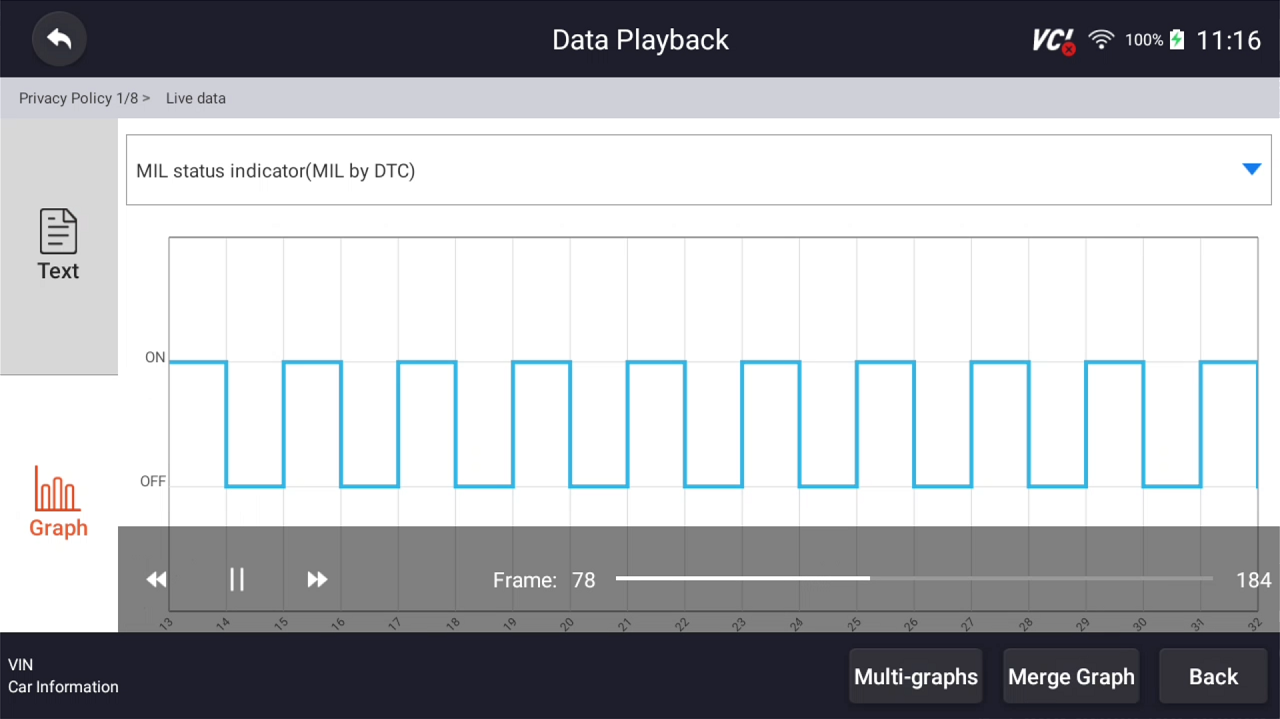 Data Playback
VCI
100%
11:16
Privacy Policy 1/8 > Live data
Text
MIL status indicator(MIL by DTC)
ON
OFF
Graph
Frame: 78
184
13 14 15 16 17 18 19 20 21 22 23 24 25 26 27 28 29 30 31 32
VIN
Car Information
Multi-graphs
Merge Graph
Back